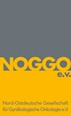 NOGGO
e.V.
Nord-Ostdeutsche Gesellschaft
für Gynäkologische Onkologie e.V.